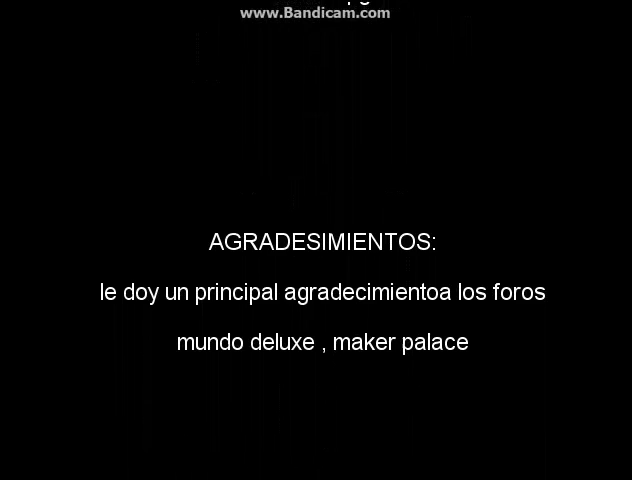 www.Bandicam.com
AGRADESIMIENTOS:
le doy un principal agradecimientoa los foros
mundo deluxe , maker palace